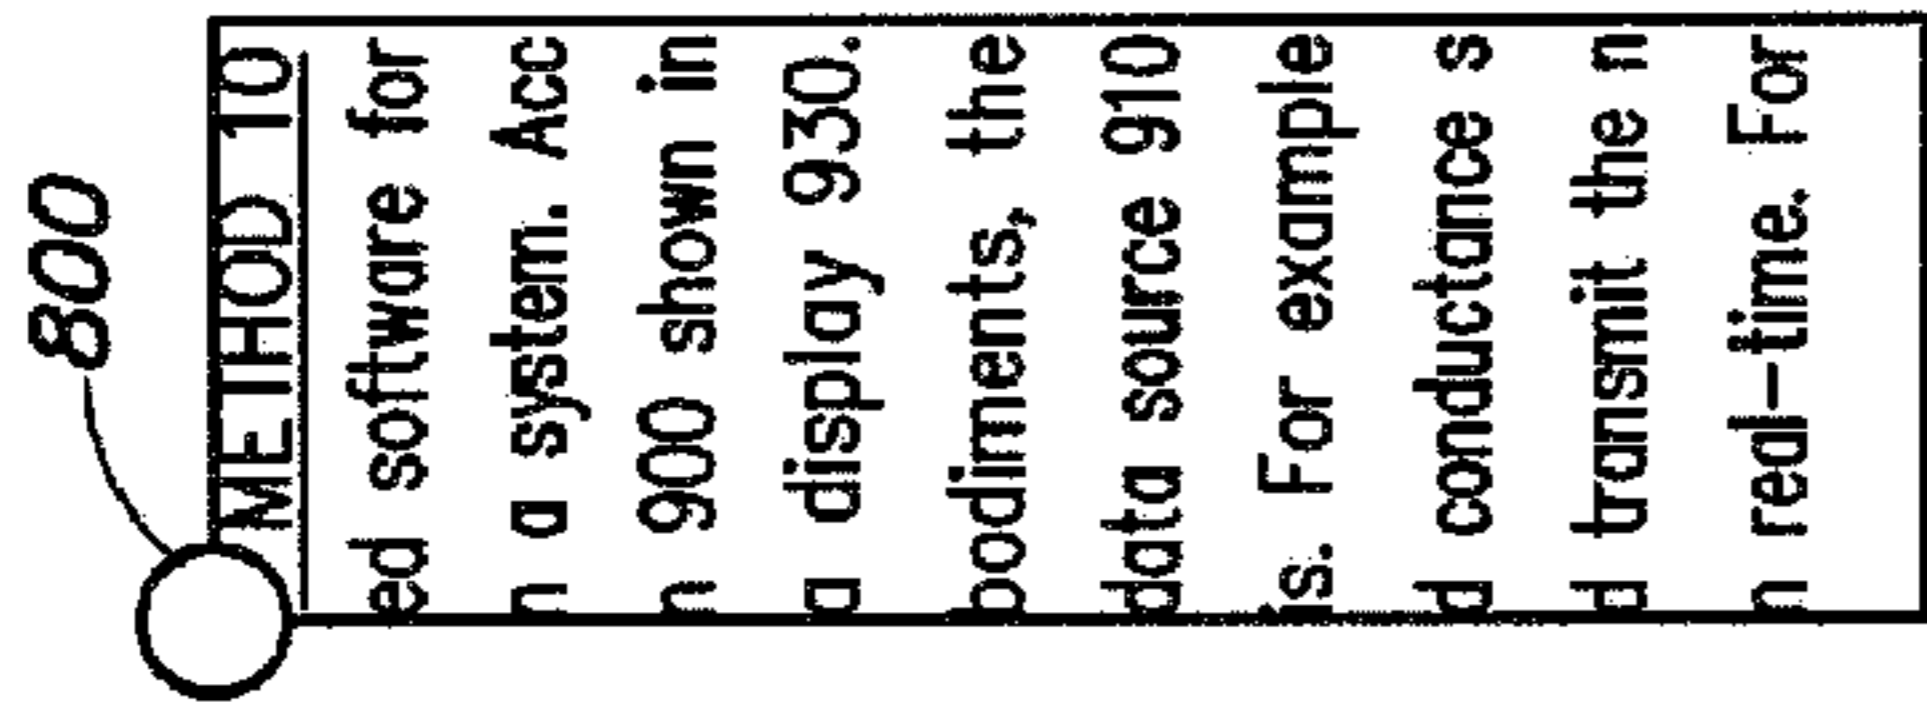 800
METHOD 10
ed software for
n a system. Acc
n 900 shown in
a display 930.
bodiments, the
data source 910
is. For example
d conductance s
d transmit the n
n real-time. For